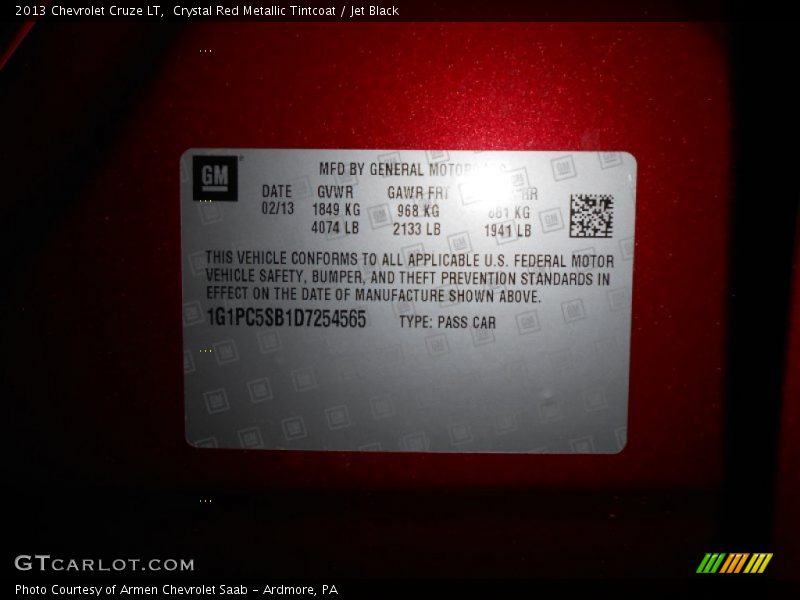 2013 Chevrolet Cruze LT,  Crystal Red Metallic Tintcoat / Jet Black
GM
MFD BY GENERAL MOTORS
DATE GVWR GAWR FRT RR
02/13 1849 KG 968 KG 881 KG
4074 LB 2133 LB 1941 LB
THIS VEHICLE CONFORMS TO ALL APPLICABLE U.S. FEDERAL MOTOR
VEHICLE SAFETY, BUMPER, AND THEFT PREVENTION STANDARDS IN
EFFECT ON THE DATE OF MANUFACTURE SHOWN ABOVE.
1G1PC5SB1D7254565 TYPE: PASS CAR
GTCARLOT.COM
Photo Courtesy of Armen Chevrolet Saab - Ardmore, PA